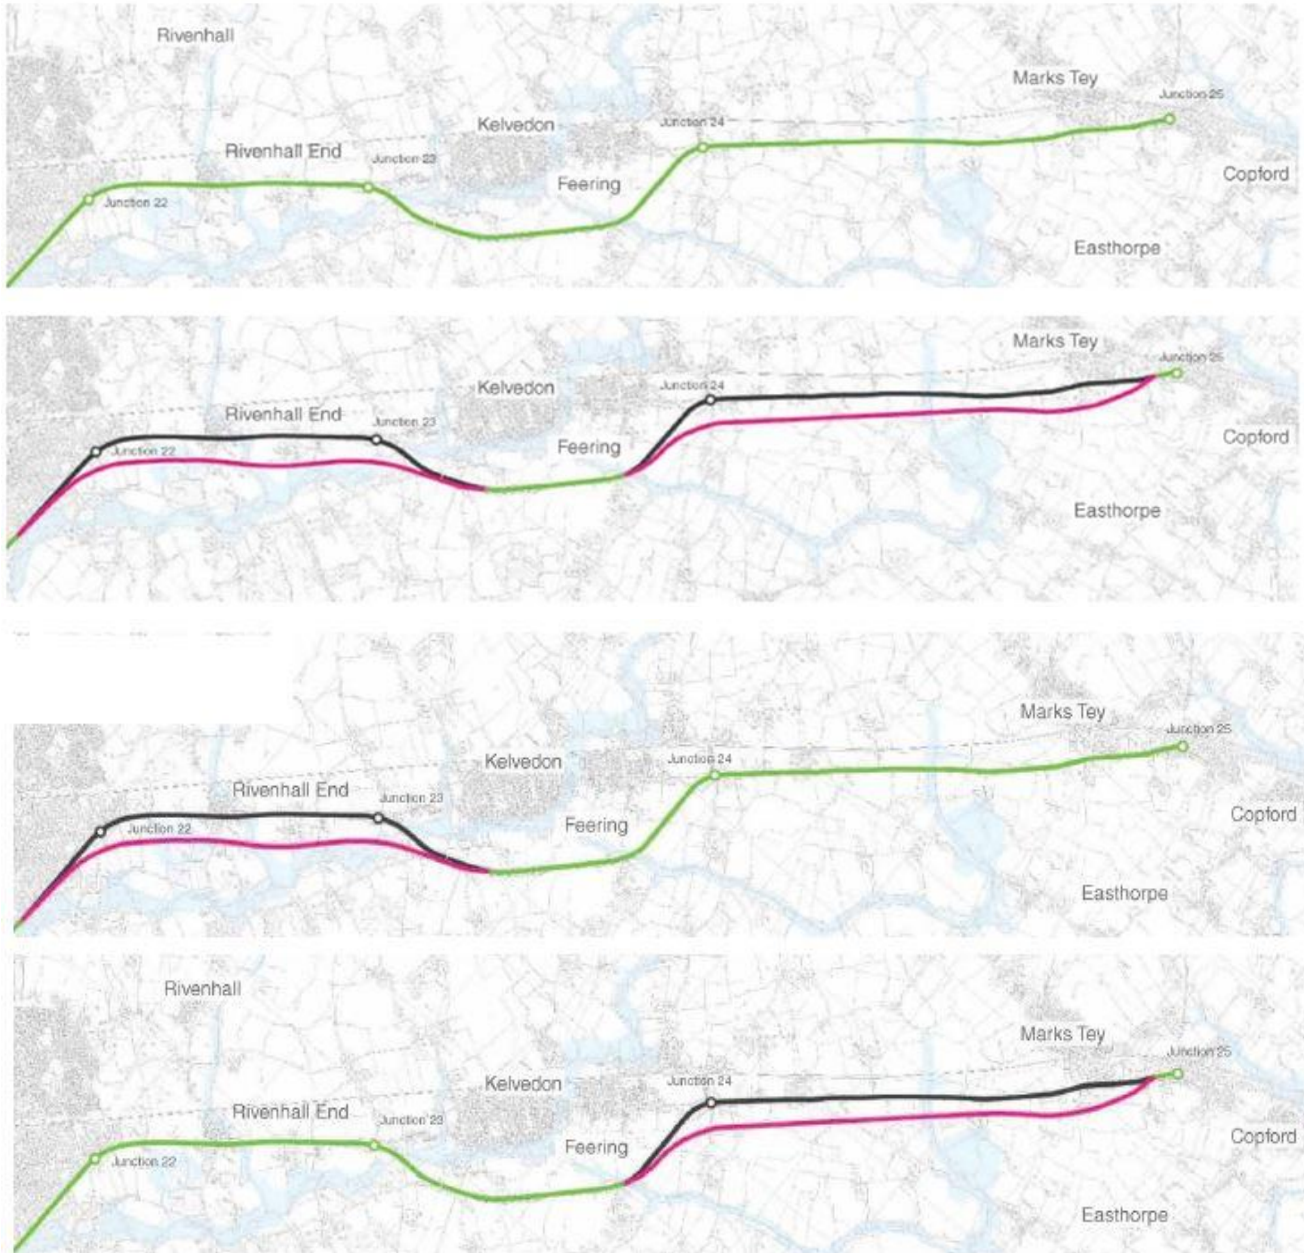 Rivenhall
Marks Tey
Junction 25
Kelvedon
Junction 24
Rivenhall End
Junction 23
Copford
Feering
Junction 22
Easthorpe
Marks Tey
Junction 25
Kelvedon
Junction 24
Rivenhall End
Junction 23
Copford
Feering
Junction 22
Easthorpe
Marks Tey
Junction 25
Kelvedon
Junction 24
Rivenhall End
Junction 23
Copford
Feering
Junction 22
Easthorpe
Rivenhall
Marks Tey
Junction 25
Kelvedon
Junction 24
Rivenhall End
Junction 23
Copford
Feering
Junction 22
Easthorpe